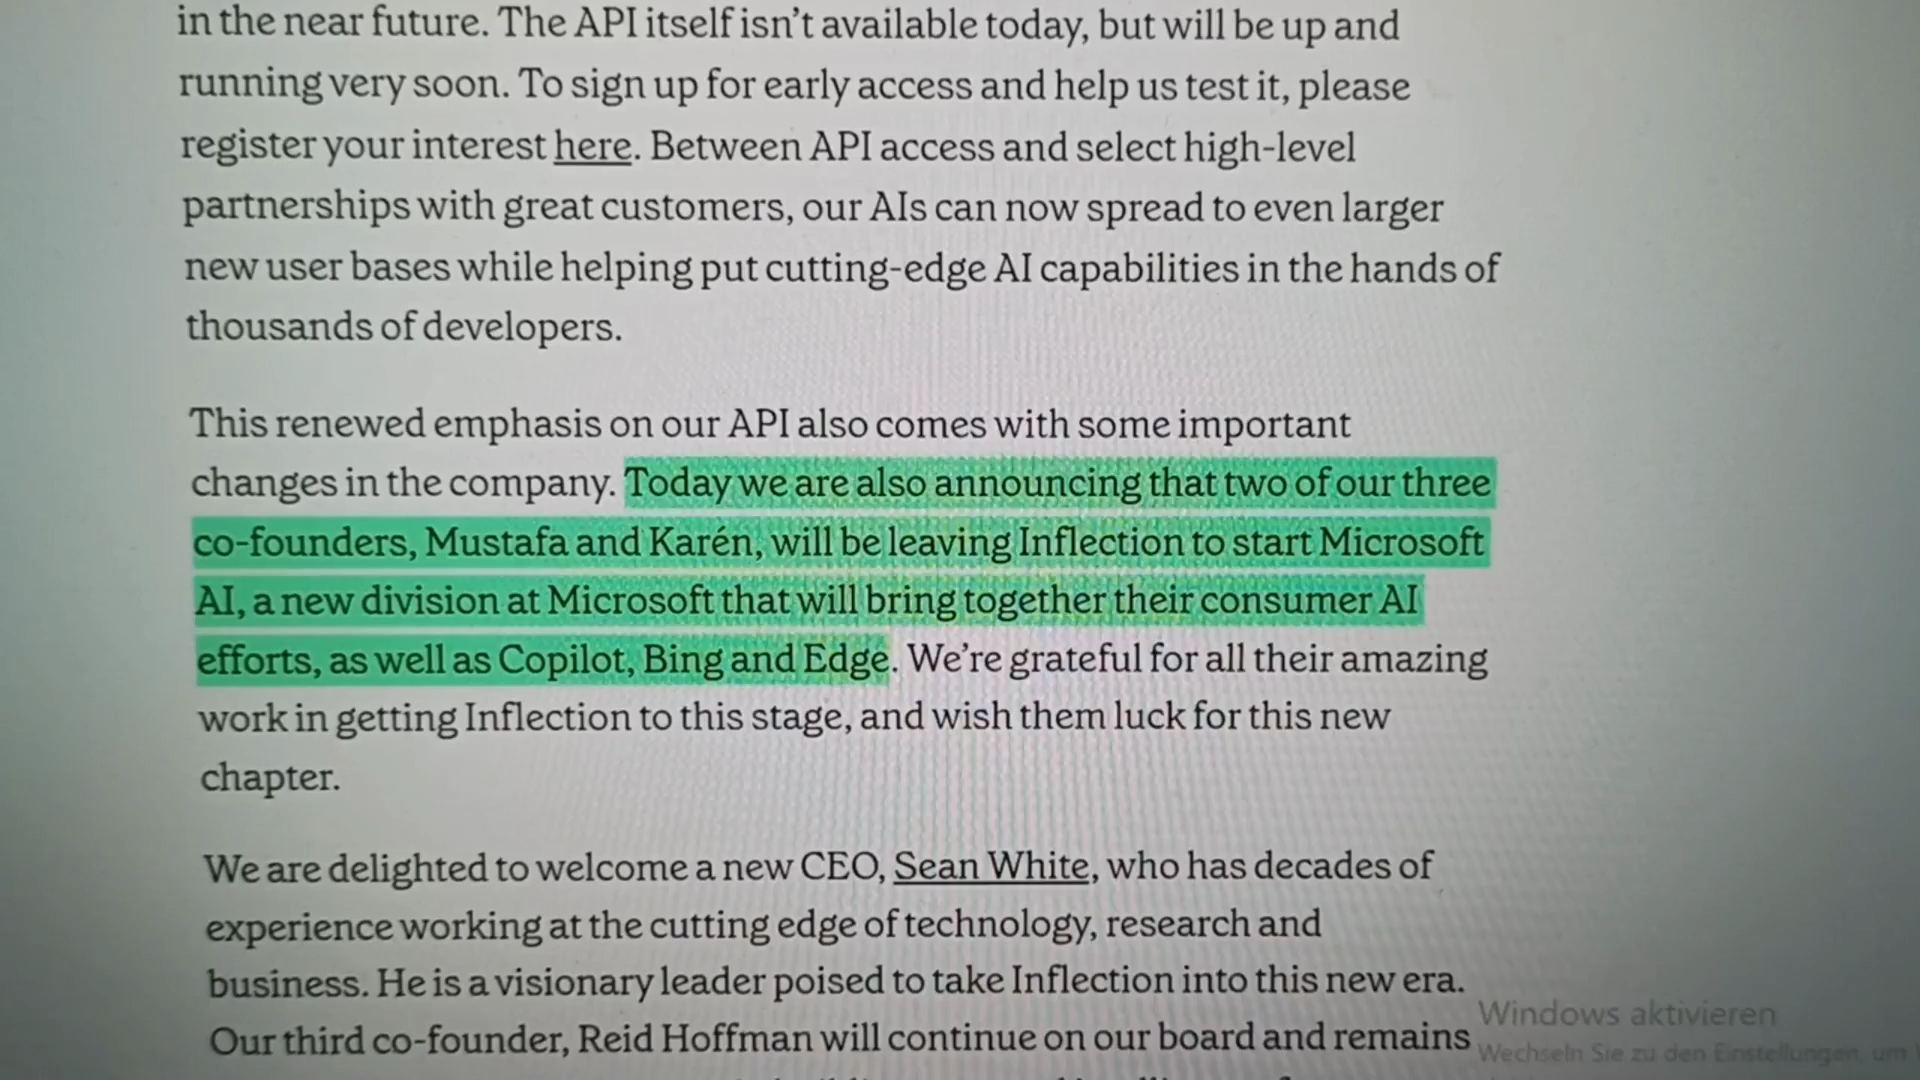 in the near future. The API itself isn’t available today, but will be up and
running very soon. To sign up for early access and help us test it, please
register your interest here. Between API access and select high-level
partnerships with great customers, our AIs can now spread to even larger
new user bases while helping put cutting-edge AI capabilities in the hands of
thousands of developers.
This renewed emphasis on our API also comes with some important
changes in the company. Today we are also announcing that two of our three
co-founders, Mustafa and Karén, will be leaving Inflection to start Microsoft
AI, a new division at Microsoft that will bring together their consumer AI
efforts, as well as Copilot, Bing and Edge. We’re grateful for all their amazing
work in getting Inflection to this stage, and wish them luck for this new
chapter.
We are delighted to welcome a new CEO, Sean White, who has decades of
experience working at the cutting edge of technology, research and
business. He is a visionary leader poised to take Inflection into this new era.
Our third co-founder, Reid Hoffman will continue on our board and remains
Windows aktivieren
Wechseln Sie zu den Einstellungen, um